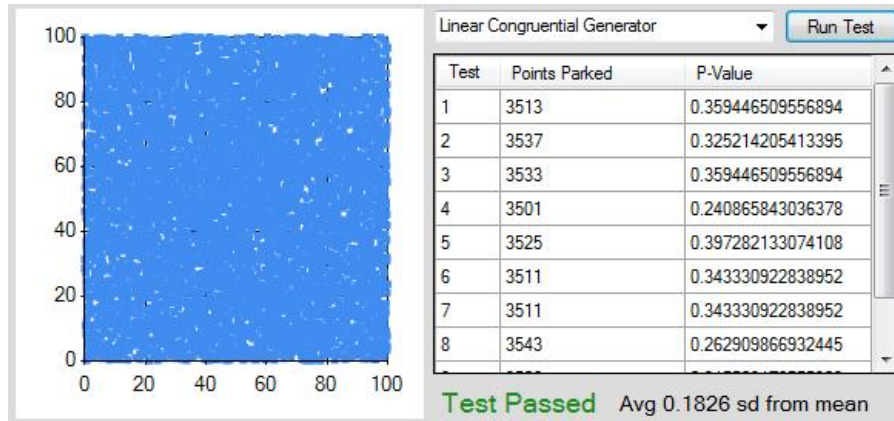 100
80
60
40
20
0
0 20 40 60 80 100
Linear Congruential Generator Run Test
Test Points Parked P-Value
1 3513 0.359446509556894
2 3537 0.325214205413395
3 3533 0.359446509556894
4 3501 0.240865843036378
5 3525 0.397282133074108
6 3511 0.343330922838952
7 3511 0.343330922838952
8 3543 0.262909866932445
Test Passed Avg 0.1826 sd from mean